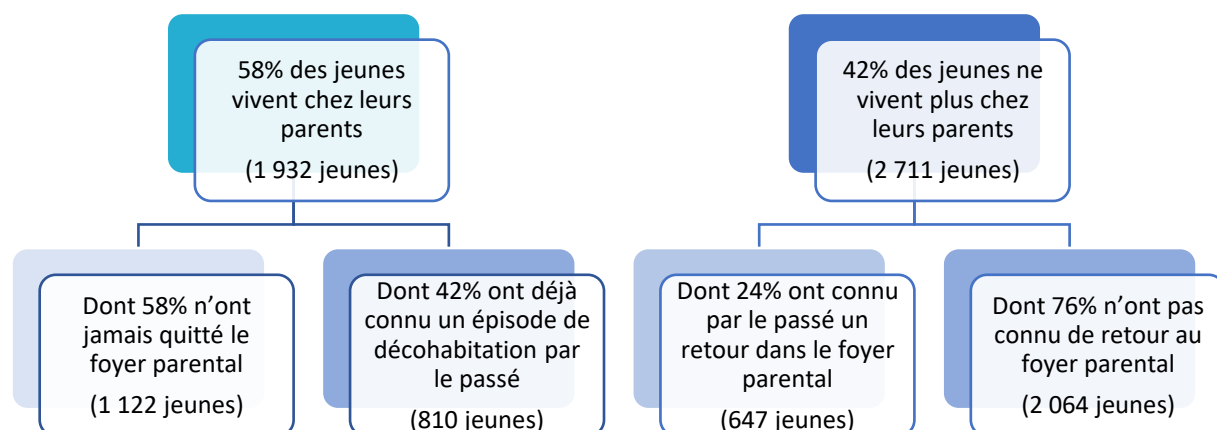 58% des jeunes
vivent chez leurs
parents
(1 932 jeunes)
42% des jeunes ne
vivent plus chez
leurs parents
(2 711 jeunes)
Dont 58% n’ont
jamais quitté le
foyer parental
(1 122 jeunes)
Dont 42% ont déjà
connu un épisode de
décohabitation par
le passé
(810 jeunes)
Dont 24% ont connu
par le passé un
retour dans le foyer
parental
(647 jeunes)
Dont 76% n’ont pas
connu de retour au
foyer parental
(2 064 jeunes)